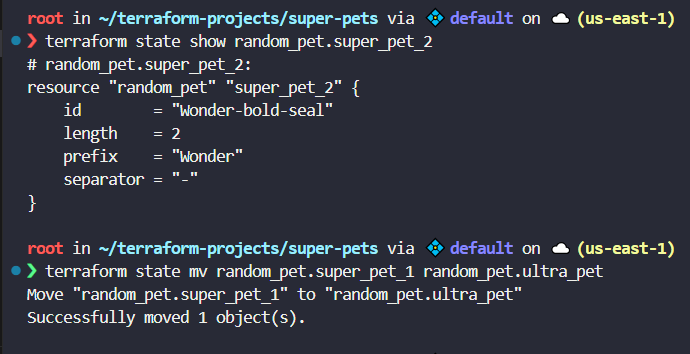 root in ~/terraform-projects/super-pets via default on (us-east-1)
❯ terraform state show random_pet.super_pet_2
# random_pet.super_pet_2:
resource "random_pet" "super_pet_2" {
    id        = "Wonder-bold-seal"
    length    = 2
    prefix    = "Wonder"
    separator = "-"
}
root in ~/terraform-projects/super-pets via default on (us-east-1)
❯ terraform state mv random_pet.super_pet_1 random_pet.ultra_pet
Move "random_pet.super_pet_1" to "random_pet.ultra_pet"
Successfully moved 1 object(s).